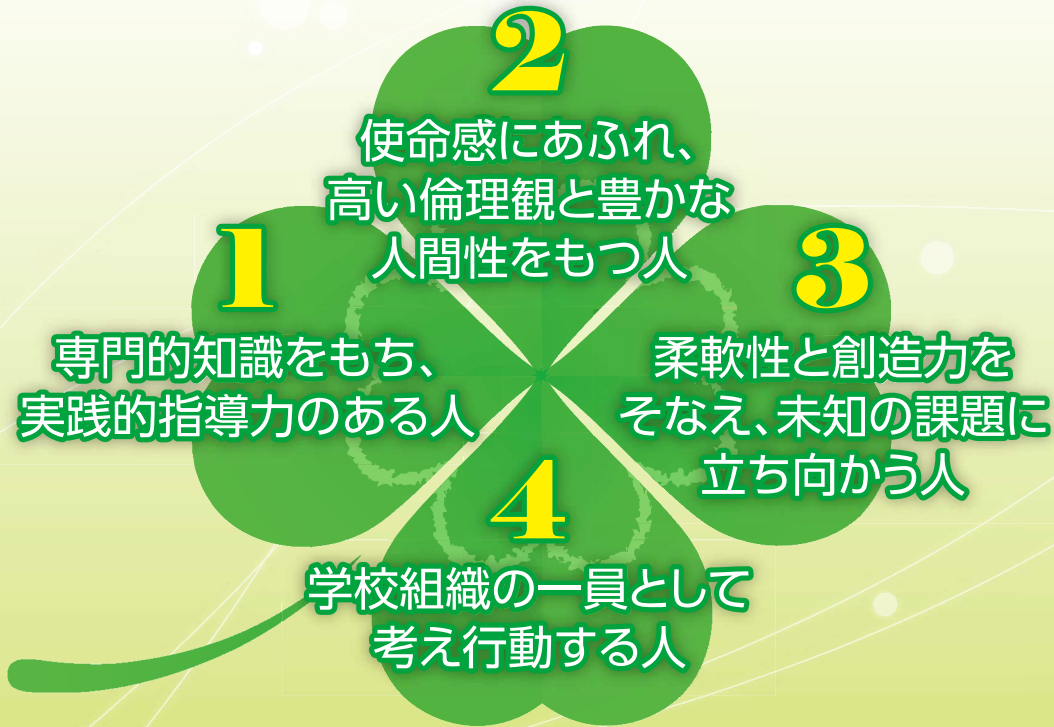 1
専門的知識をもち、
実践的指導力のある人
2
使命感にあふれ、
高い倫理観と豊かな
人間性をもつ人
3
柔軟性と創造力を
そなえ、未知の課題に
立ち向かう人
4
学校組織の一員として
考え行動する人